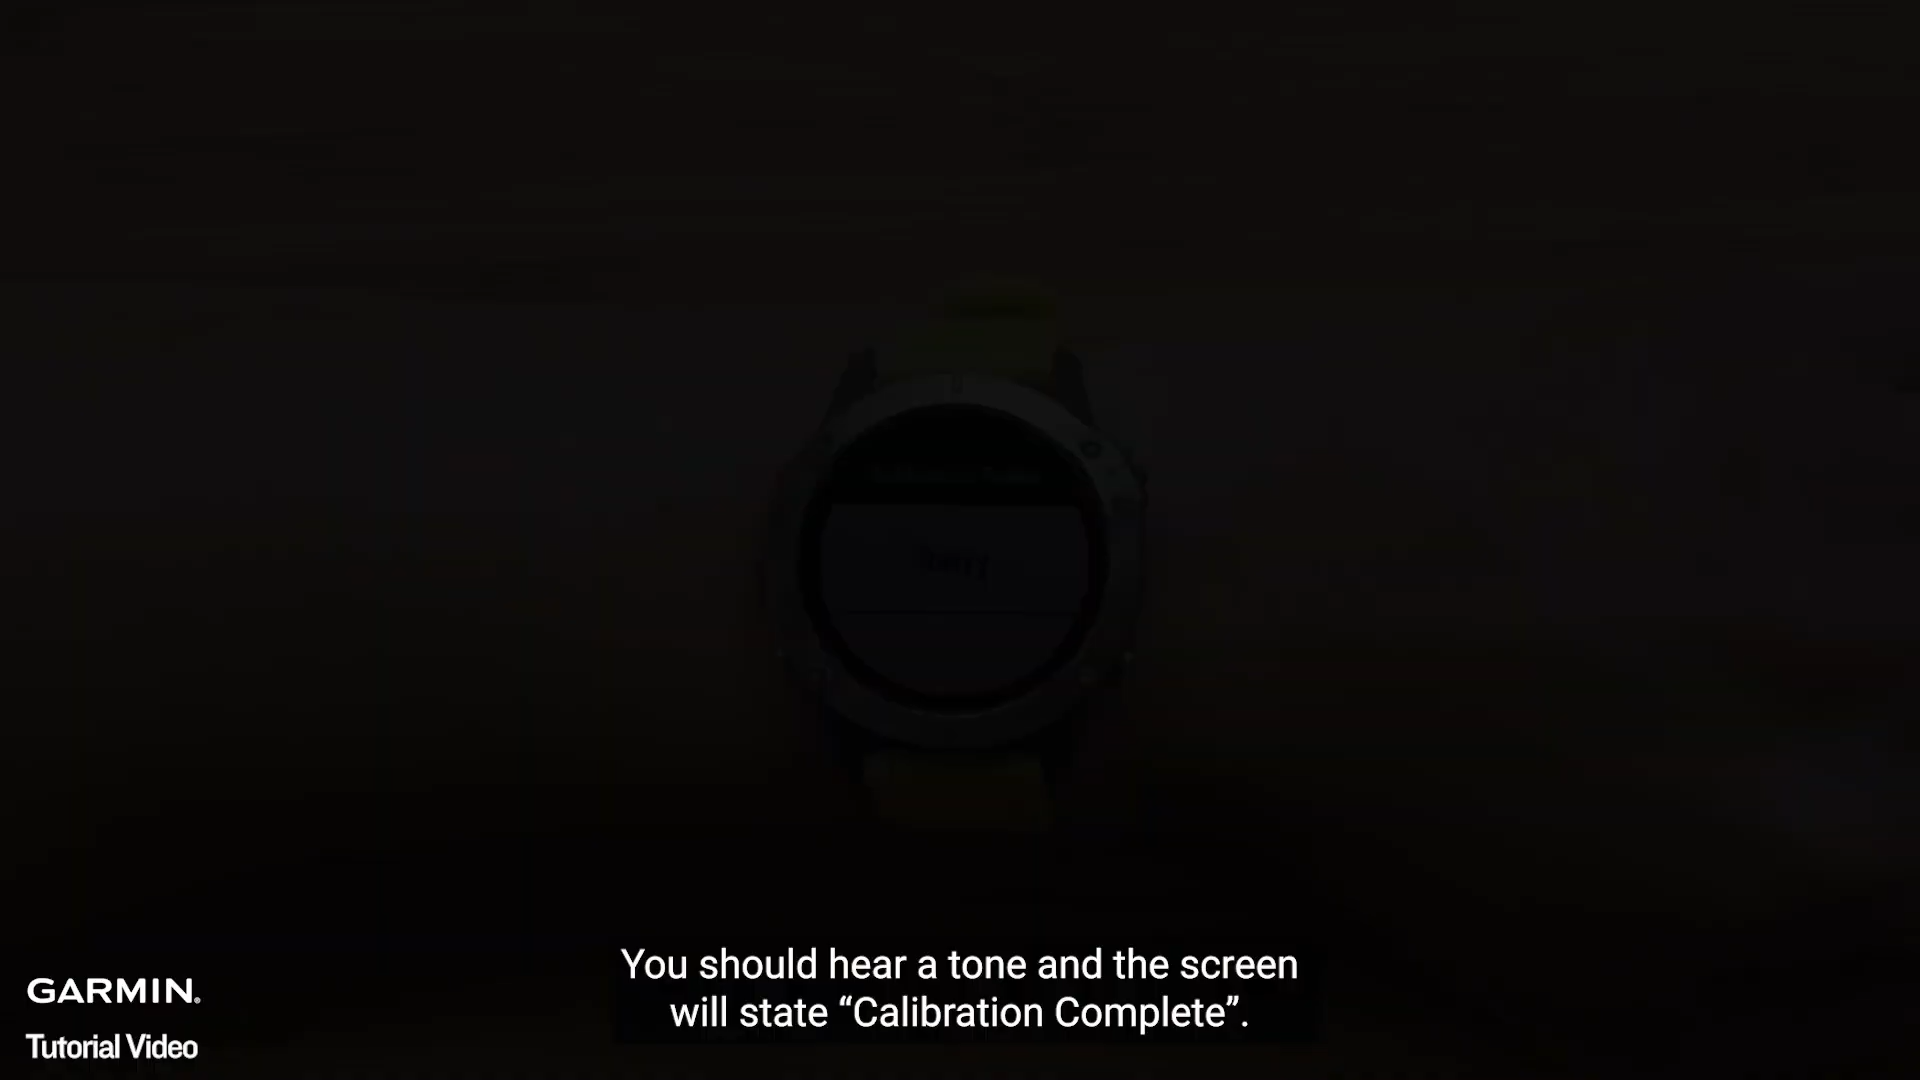 You should hear a tone and the screen
will state “Calibration Complete”.
GARMIN®
Tutorial Video